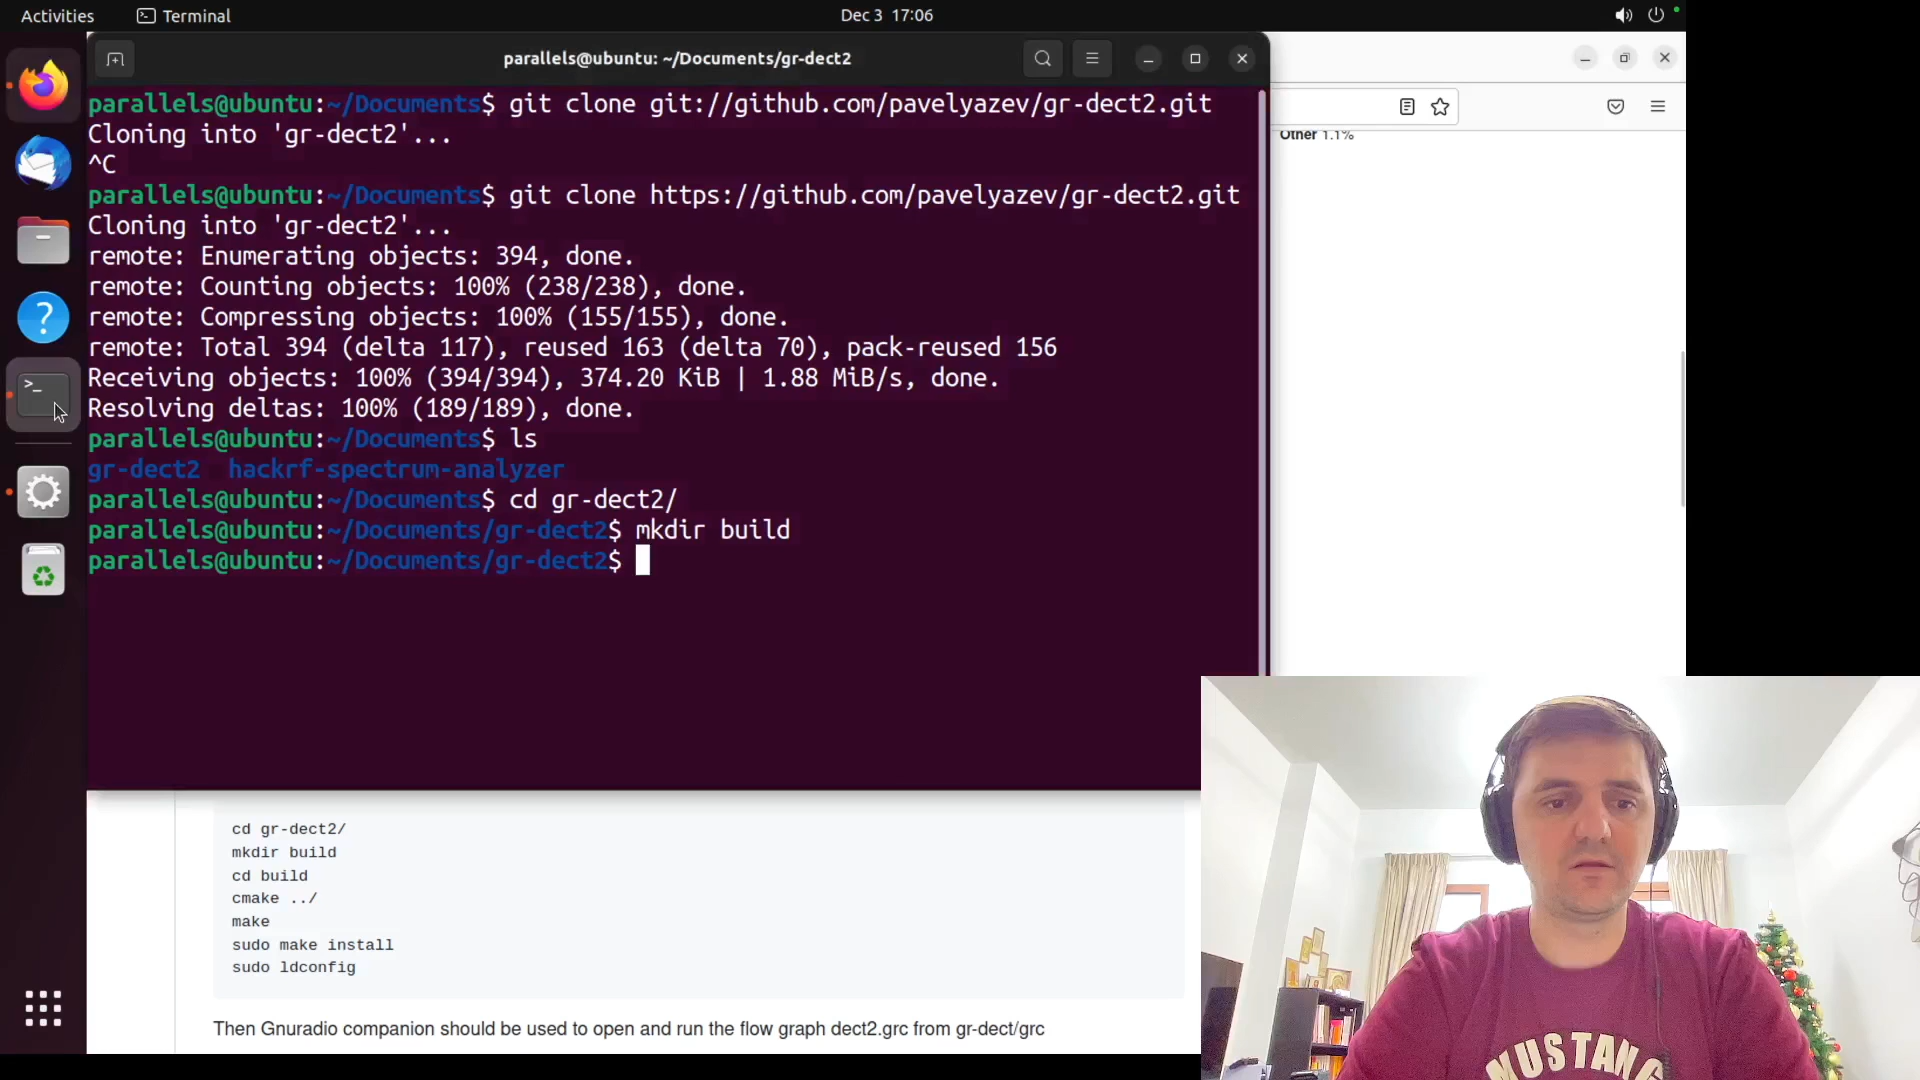 Activities
Terminal
Dec 3 17:06
parallels@ubuntu: ~/Documents/gr-dect2
parallels@ubuntu:~/Documents$ git clone git://github.com/pavelyazev/gr-dect2.git
Cloning into 'gr-dect2'...
^C
parallels@ubuntu:~/Documents$ git clone https://github.com/pavelyazev/gr-dect2.git
Cloning into 'gr-dect2'...
remote: Enumerating objects: 394, done.
remote: Counting objects: 100% (238/238), done.
remote: Compressing objects: 100% (155/155), done.
remote: Total 394 (delta 117), reused 163 (delta 70), pack-reused 156
Receiving objects: 100% (394/394), 374.20 KiB | 1.88 MiB/s, done.
Resolving deltas: 100% (189/189), done.
parallels@ubuntu:~/Documents$ ls
gr-dect2 hackrf-spectrum-analyzer
parallels@ubuntu:~/Documents$ cd gr-dect2/
parallels@ubuntu:~/Documents/gr-dect2$ mkdir build
parallels@ubuntu:~/Documents/gr-dect2$
Other 1.1%
cd gr-dect2/
mkdir build
cd build
cmake ../
make
sudo make install
sudo ldconfig
Then Gnuradio companion should be used to open and run the flow graph dect2.grc from gr-dect/grc
MUSTANG